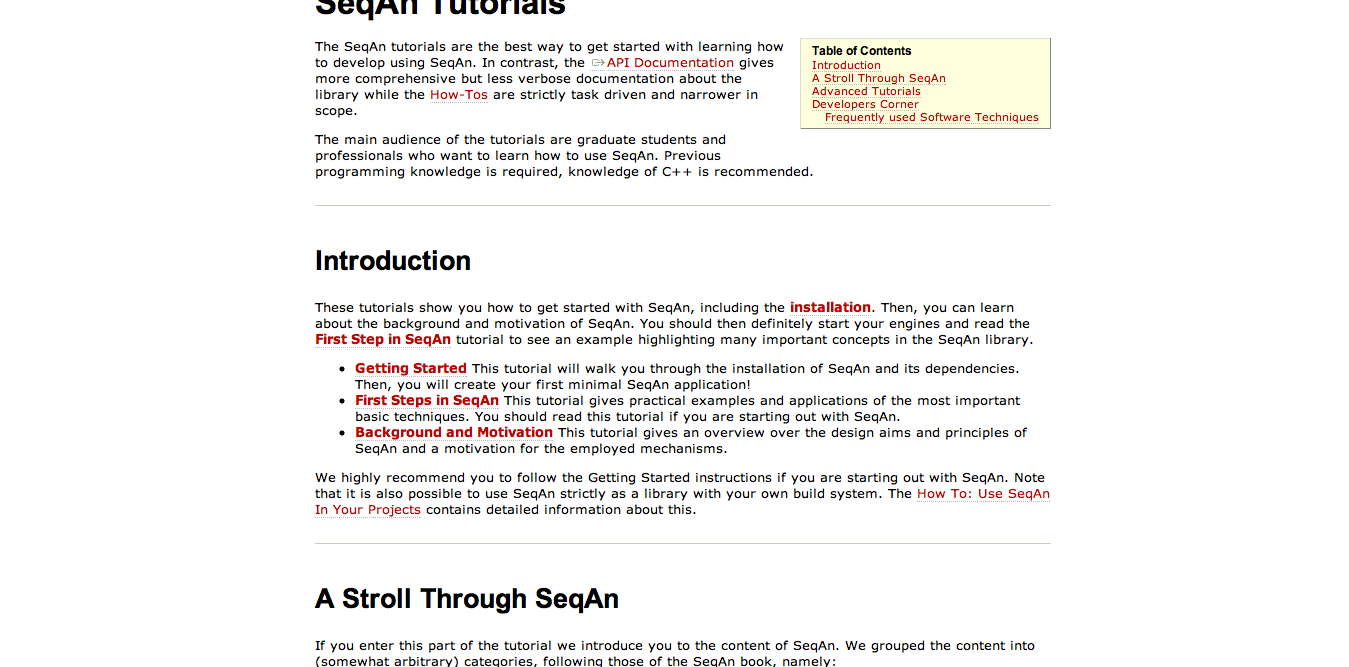 SeqAn Tutorials
The SeqAn tutorials are the best way to get started with learning how
to develop using SeqAn. In contrast, the API Documentation gives
more comprehensive but less verbose documentation about the
library while the How-Tos are strictly task driven and narrower in
scope.
The main audience of the tutorials are graduate students and
professionals who want to learn how to use SeqAn. Previous
programming knowledge is required, knowledge of C++ is recommended.
Table of Contents
Introduction
A Stroll Through SeqAn
Advanced Tutorials
Developers Corner
Frequently used Software Techniques
Introduction
These tutorials show you how to get started with SeqAn, including the installation. Then, you can learn
about the background and motivation of SeqAn. You should then definitely start your engines and read the
First Step in SeqAn tutorial to see an example highlighting many important concepts in the SeqAn library.
• Getting Started This tutorial will walk you through the installation of SeqAn and its dependencies.
Then, you will create your first minimal SeqAn application!
• First Steps in SeqAn This tutorial gives practical examples and applications of the most important
basic techniques. You should read this tutorial if you are starting out with SeqAn.
• Background and Motivation This tutorial gives an overview over the design aims and principles of
SeqAn and a motivation for the employed mechanisms.
We highly recommend you to follow the Getting Started instructions if you are starting out with SeqAn. Note
that it is also possible to use SeqAn strictly as a library with your own build system. The How To: Use SeqAn
In Your Projects contains detailed information about this.
A Stroll Through SeqAn
If you enter this part of the tutorial we introduce you to the content of SeqAn. We grouped the content into
(somewhat arbitrary) categories, following those of the SeqAn book, namely: